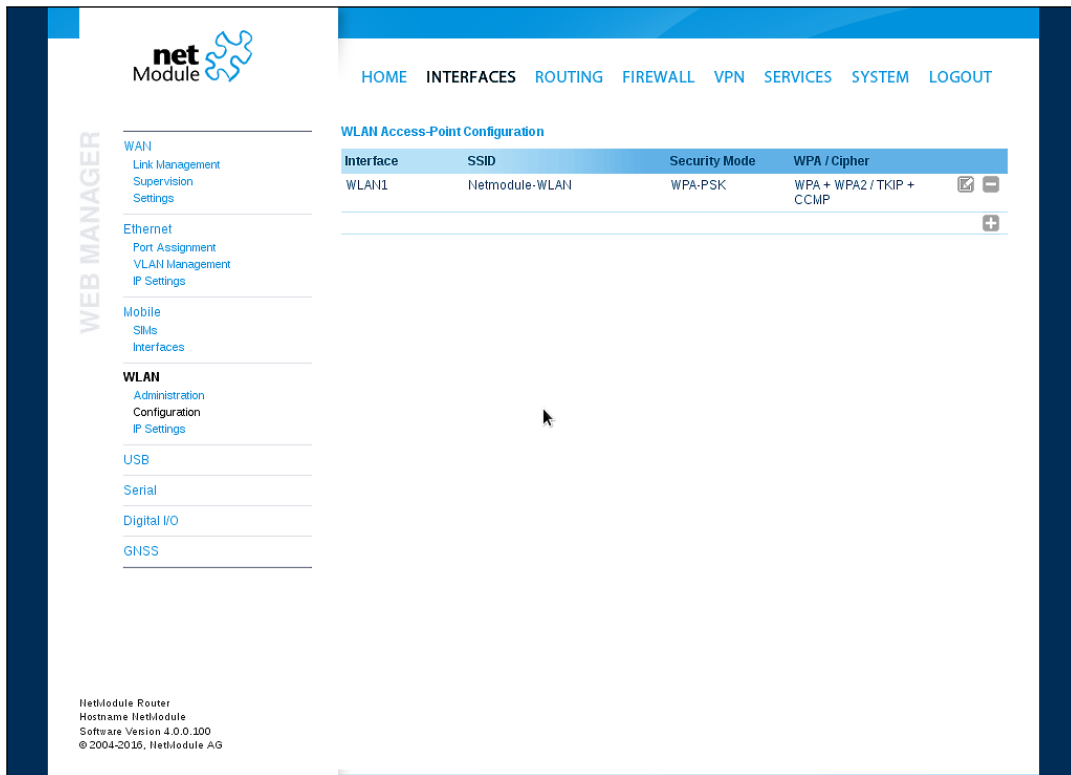 net
Module
HOME INTERFACES ROUTING FIREWALL VPN SERVICES SYSTEM LOGOUT
WEB MANAGER
WAN
Link Management
Supervision
Settings
Ethernet
Port Assignment
VLAN Management
IP Settings
Mobile
SIMs
Interfaces
WLAN
Administration
Configuration
IP Settings
USB
Serial
Digital I/O
GNSS
WLAN Access-Point Configuration
Interface SSID Security Mode WPA / Cipher
WLAN1 Netmodule-WLAN WPA-PSK WPA + WPA2 / TKIP +
CCMP
NetModule Router
Hostname NetModule
Software Version 4.0.0.100
© 2004-2016, NetModule AG